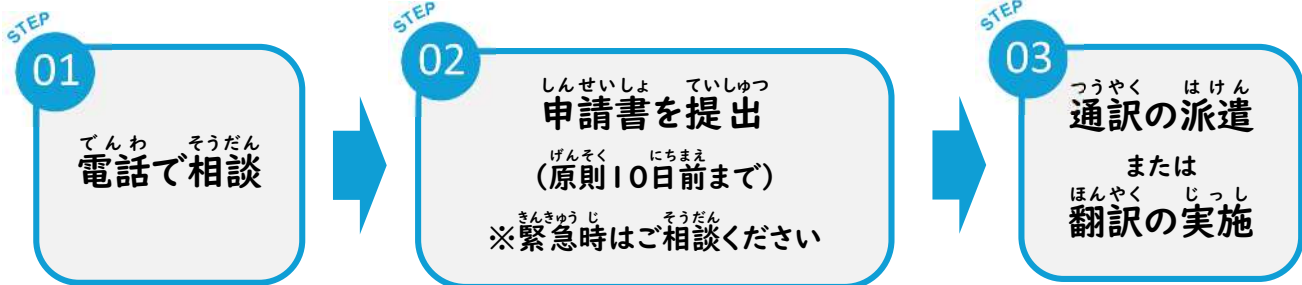 STEP
01
でんわ そうだん
電話で相談
STEP
02
しんせいしょ ていしゅつ
申請書を提出
げんそく にちまえ
(原則10日前まで)
きんきゅうじ そうだん
※緊急時はご相談ください
STEP
03
つうやく はけん
通訳の派遣
または
ほんやく じっし
翻訳の実施